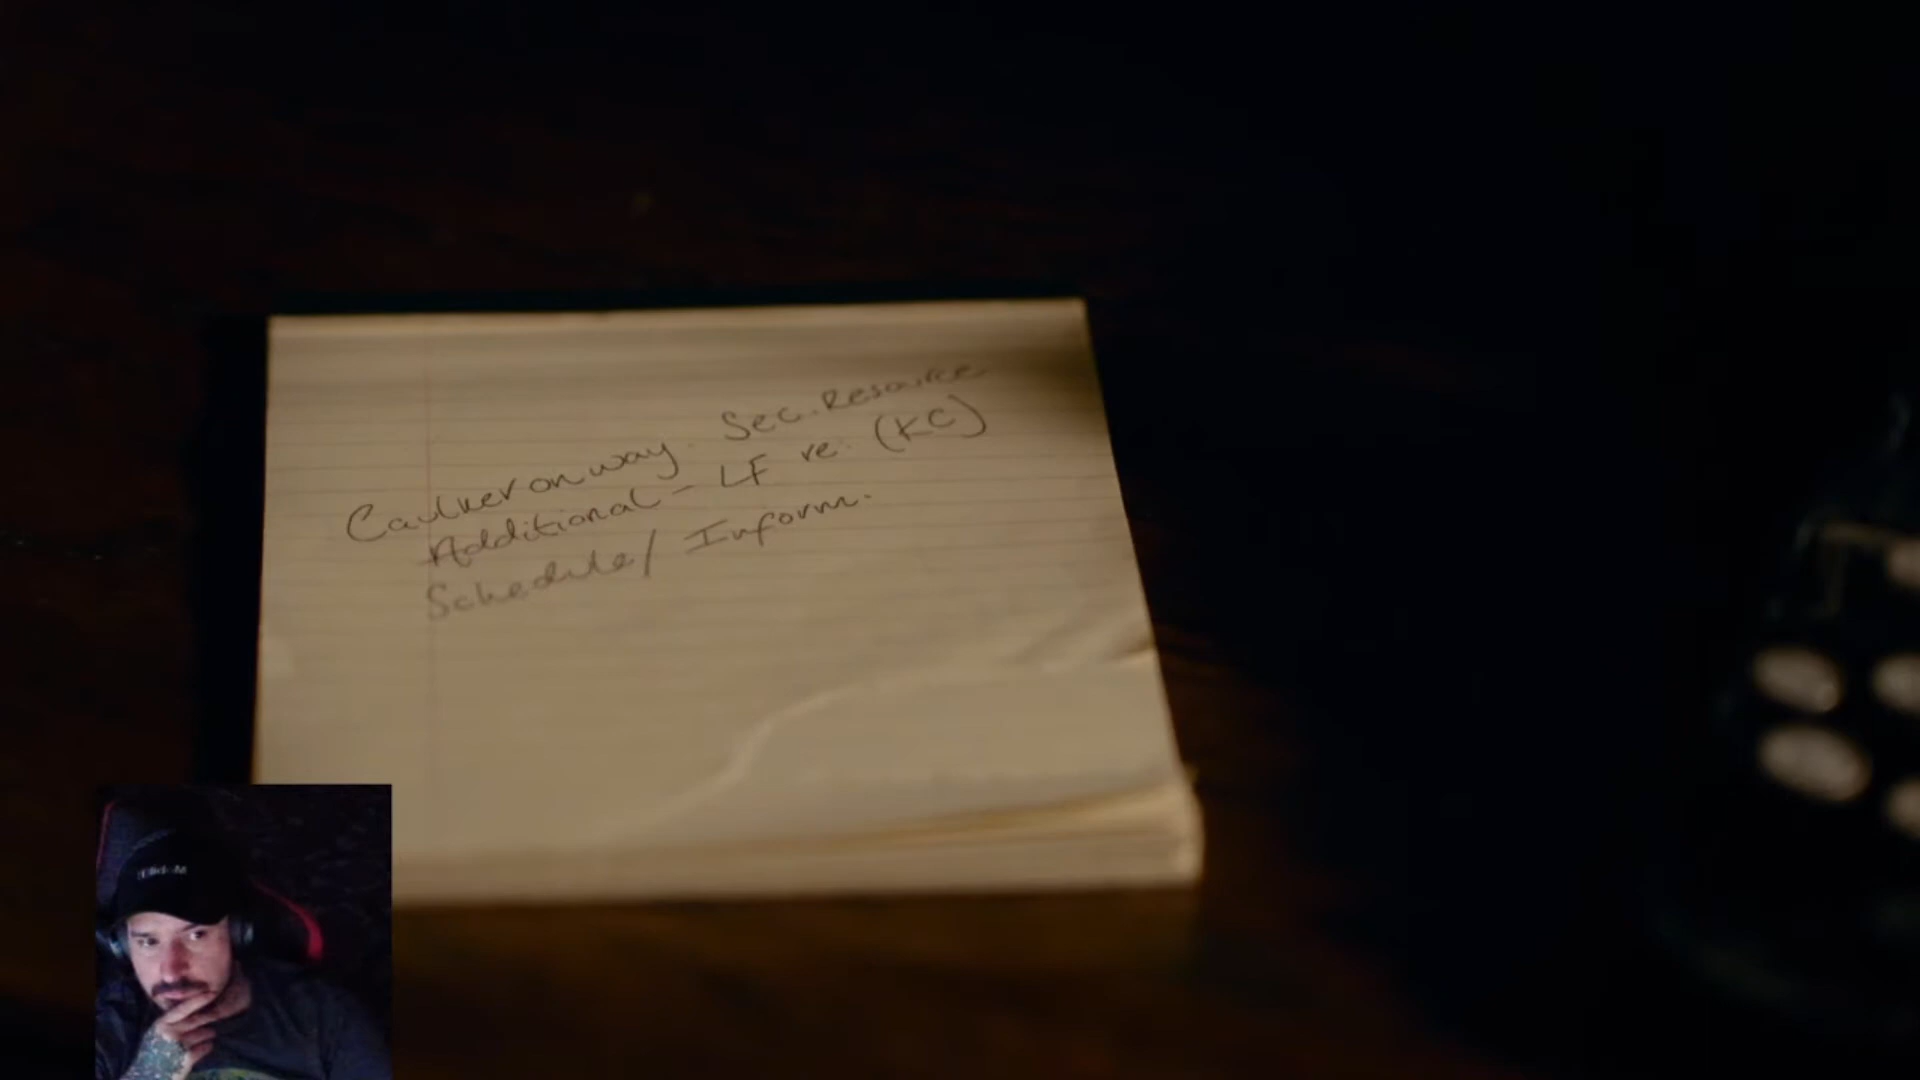 Caulker on way. Sec. Resource
Additional - LF re. (KC)
Schedule / Inform.